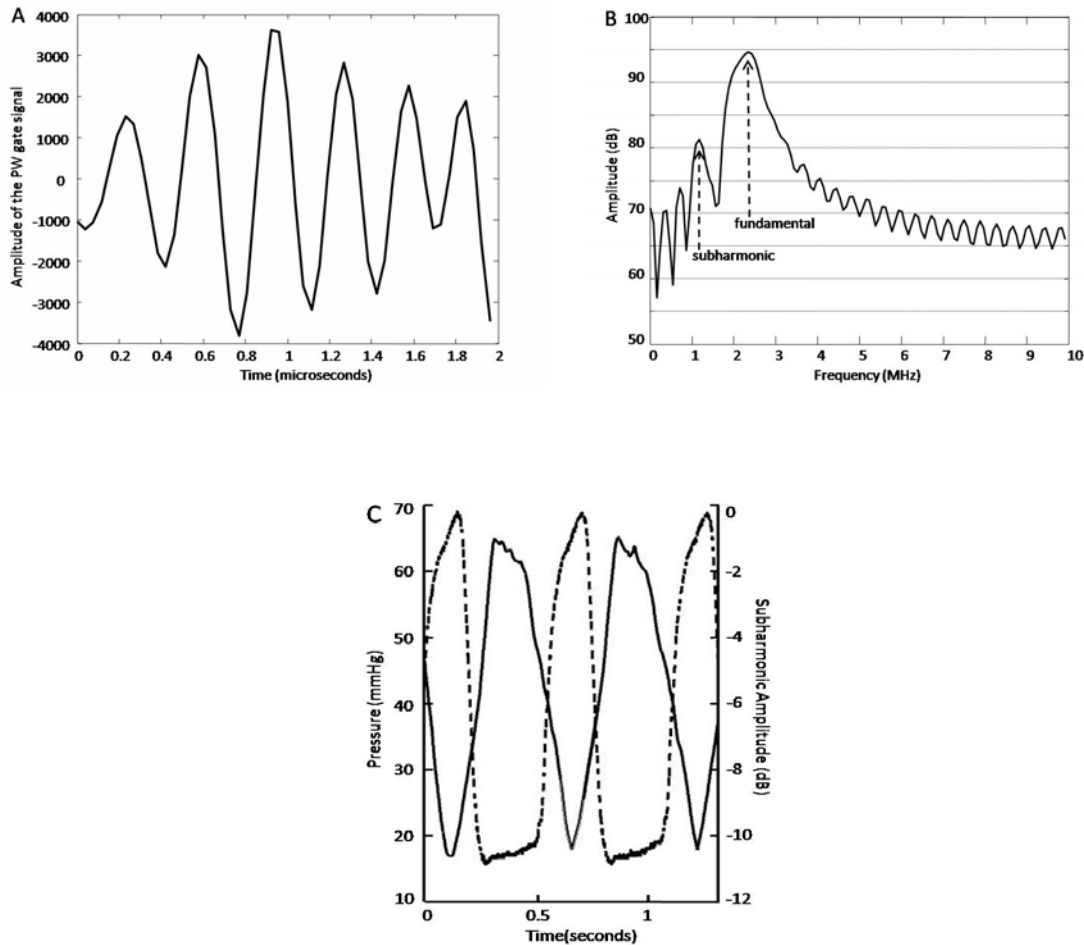 A
4000
3000
2000
1000
0
-1000
-2000
-3000
-4000
Amplitude of the PW gate signal
0 0.2 0.4 0.6 0.8 1 1.2 1.4 1.6 1.8 2
Time (microseconds)
B
100
90
80
70
60
50
Amplitude (dB)
fundamental
subharmonic
0 1 2 3 4 5 6 7 8 9 10
Frequency (MHz)
C
70
60
50
40
30
20
10
Pressure (mmHg)
0
-2
-4
-6
-8
-10
-12
Subharmonic Amplitude (dB)
0 0.5 1
Time(seconds)